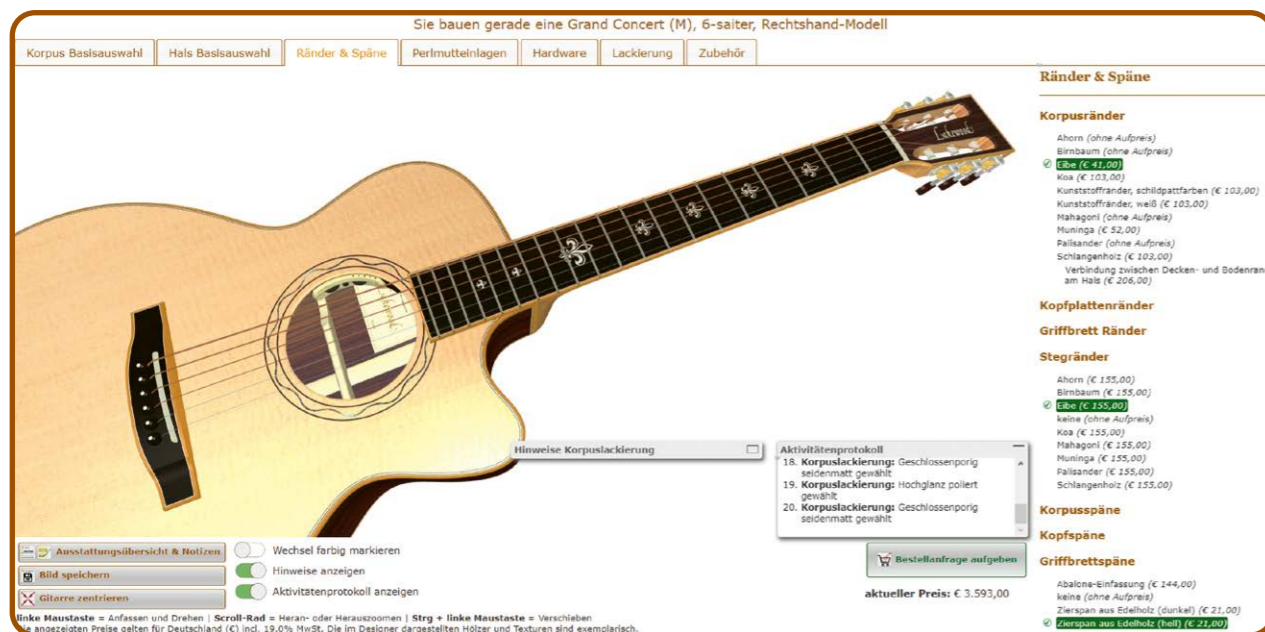 Sie bauen gerade eine Grand Concert (M), 6-saiter, Rechtshand-Modell
Korpus Basisauswahl
Hals Basisauswahl
Ränder & Späne
Perlmutteinlagen
Hardware
Lackierung
Zubehör
Ränder & Späne
Korpusränder
Ahorn (ohne Aufpreis)
Birnbaum (ohne Aufpreis)
Eibe (€ 41,00)
Koa (€ 103,00)
Kunststoffränder, schildpattfarben (€ 103,00)
Kunststoffränder, weiß (€ 103,00)
Mahagoni (ohne Aufpreis)
Muninga (€ 52,00)
Palisander (ohne Aufpreis)
Schlangenholz (€ 103,00)
Verbindung zwischen Decken- und Bodenran
am Hals (€ 206,00)
Kopfplattenränder
Griffbrett Ränder
Stegränder
Ahorn (€ 155,00)
Birnbaum (€ 155,00)
Eibe (€ 155,00)
keine (ohne Aufpreis)
Koa (€ 155,00)
Mahagoni (€ 155,00)
Muninga (€ 155,00)
Palisander (€ 155,00)
Schlangenholz (€ 155,00)
Korpusspäne
Kopfspäne
Griffbrettspäne
Abalone-Einfassung (€ 144,00)
keine (ohne Aufpreis)
Zierspan aus Edelholz (dunkel) (€ 21,00)
Zierspan aus Edelholz (hell) (€ 21,00)
Hinweise Korpuslackierung
Aktivitätenprotokoll
18. Korpuslackierung: Geschlossenporig
seidenmatt gewählt
19. Korpuslackierung: Hochglanz poliert
gewählt
20. Korpuslackierung: Geschlossenporig
seidenmatt gewählt
Ausstattungsübersicht & Notizen
Bild speichern
Gitarre zentrieren
Wechsel farbig markieren
Hinweise anzeigen
Aktivitätenprotokoll anzeigen
Bestellanfrage aufgeben
aktueller Preis: € 3.593,00
linke Maustaste = Anfassen und Drehen | Scroll-Rad = Heran- oder Herauszoomen | Strg + linke Maustaste = Verschieben
ie angezeigten Preise gelten für Deutschland (€) incl. 19.0% MwSt. Die im Designer dargestellten Hölzer und Texturen sind exemplarisch.